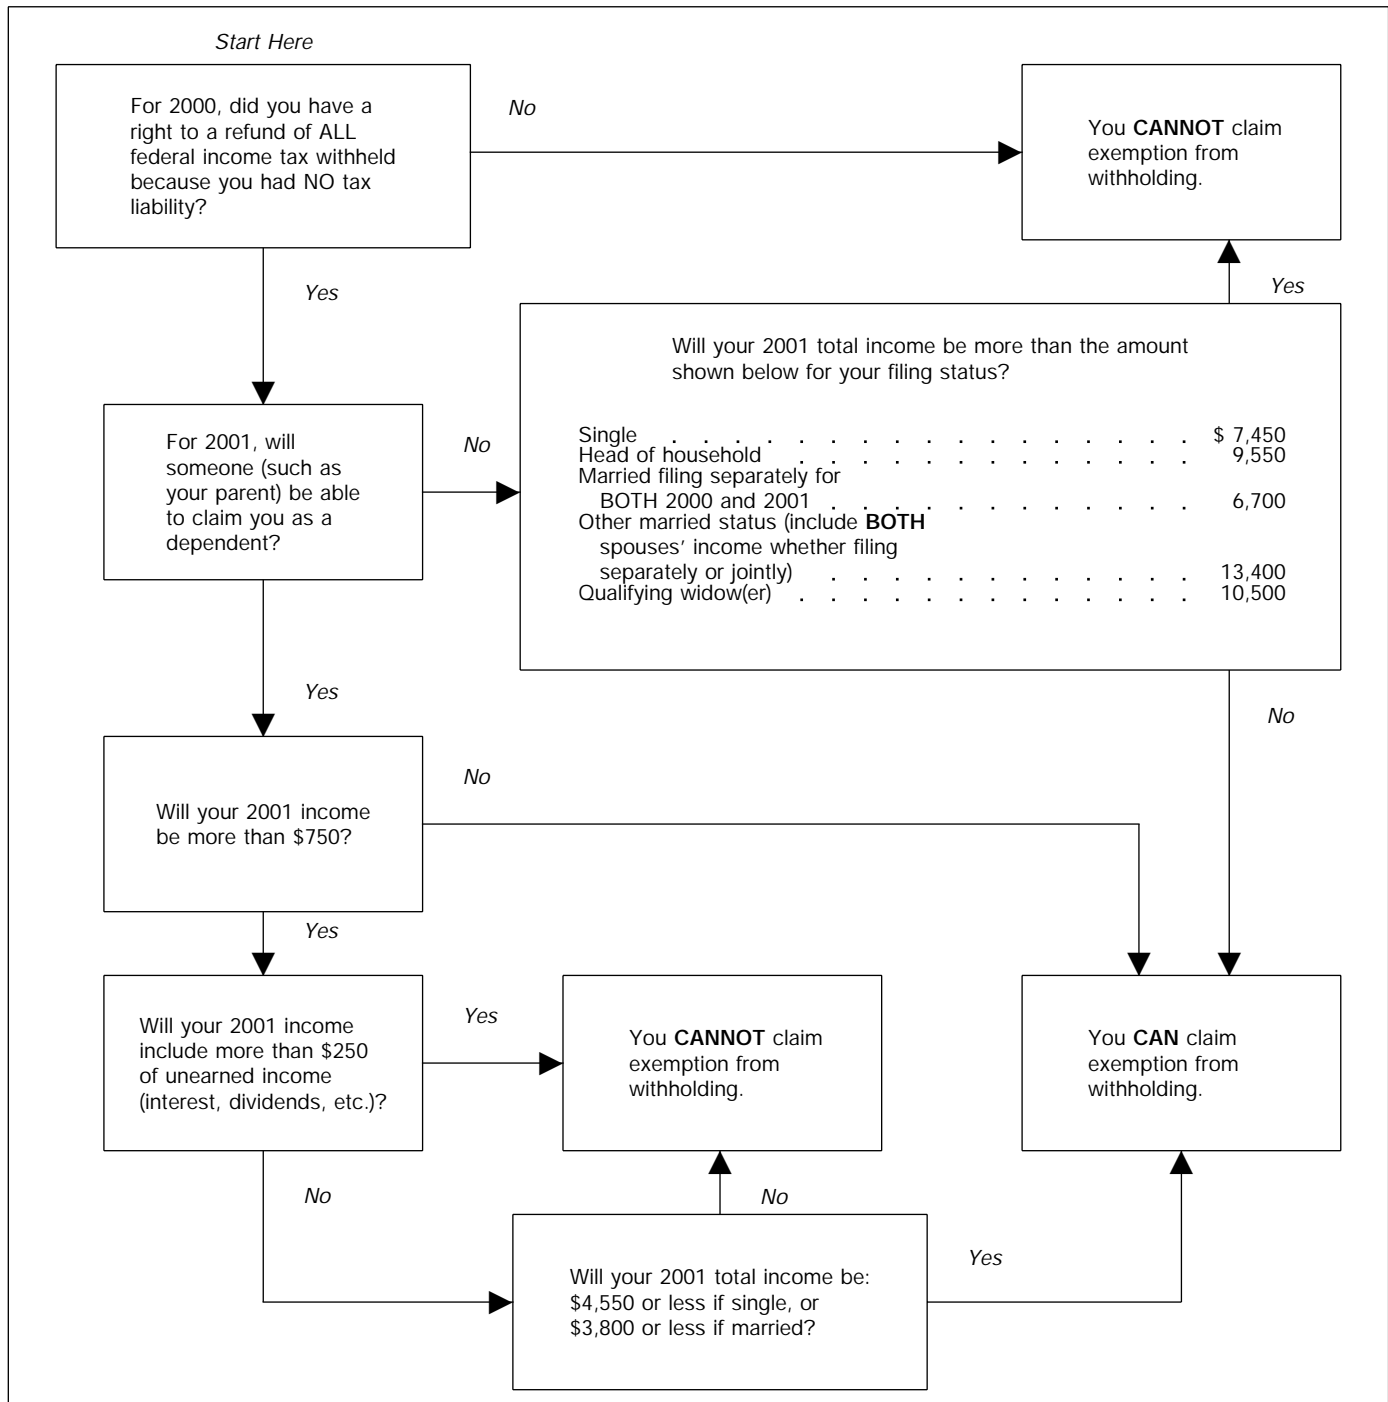 Start Here
For 2000, did you have a
right to a refund of ALL
federal income tax withheld
because you had NO tax
liability?
No
You CANNOT claim
exemption from
withholding.
Yes
Yes
Will your 2001 total income be more than the amount
shown below for your filing status?
Single . . . . . . . . . . . . . . . . . $ 7,450
Head of household . . . . . . . . . . . . . 9,550
Married filing separately for
BOTH 2000 and 2001 . . . . . . . . . . . . 6,700
Other married status (include BOTH
spouses' income whether filing
separately or jointly) . . . . . . . . . . . . 13,400
Qualifying widow(er) . . . . . . . . . . . . . 10,500
For 2001, will
someone (such as
your parent) be able
to claim you as a
dependent?
No
Yes
No
Will your 2001 income
be more than $750?
No
Yes
Will your 2001 income
include more than $250
of unearned income
(interest, dividends, etc.)?
Yes
You CANNOT claim
exemption from
withholding.
You CAN claim
exemption from
withholding.
No
No
Will your 2001 total income be:
$4,550 or less if single, or
$3,800 or less if married?
Yes